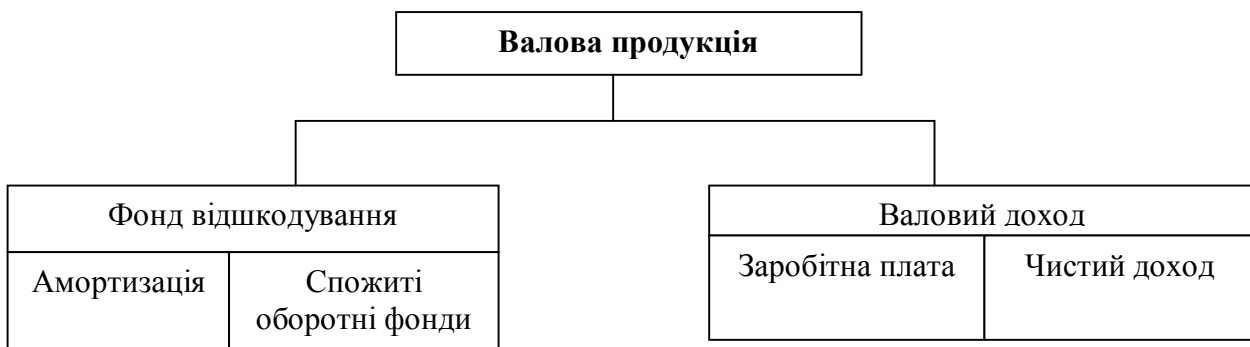 Валова продукція
Фонд відшкодування
Валовий доход
Амортизація
Спожиті
оборотні фонди
Заробітна плата
Чистий доход